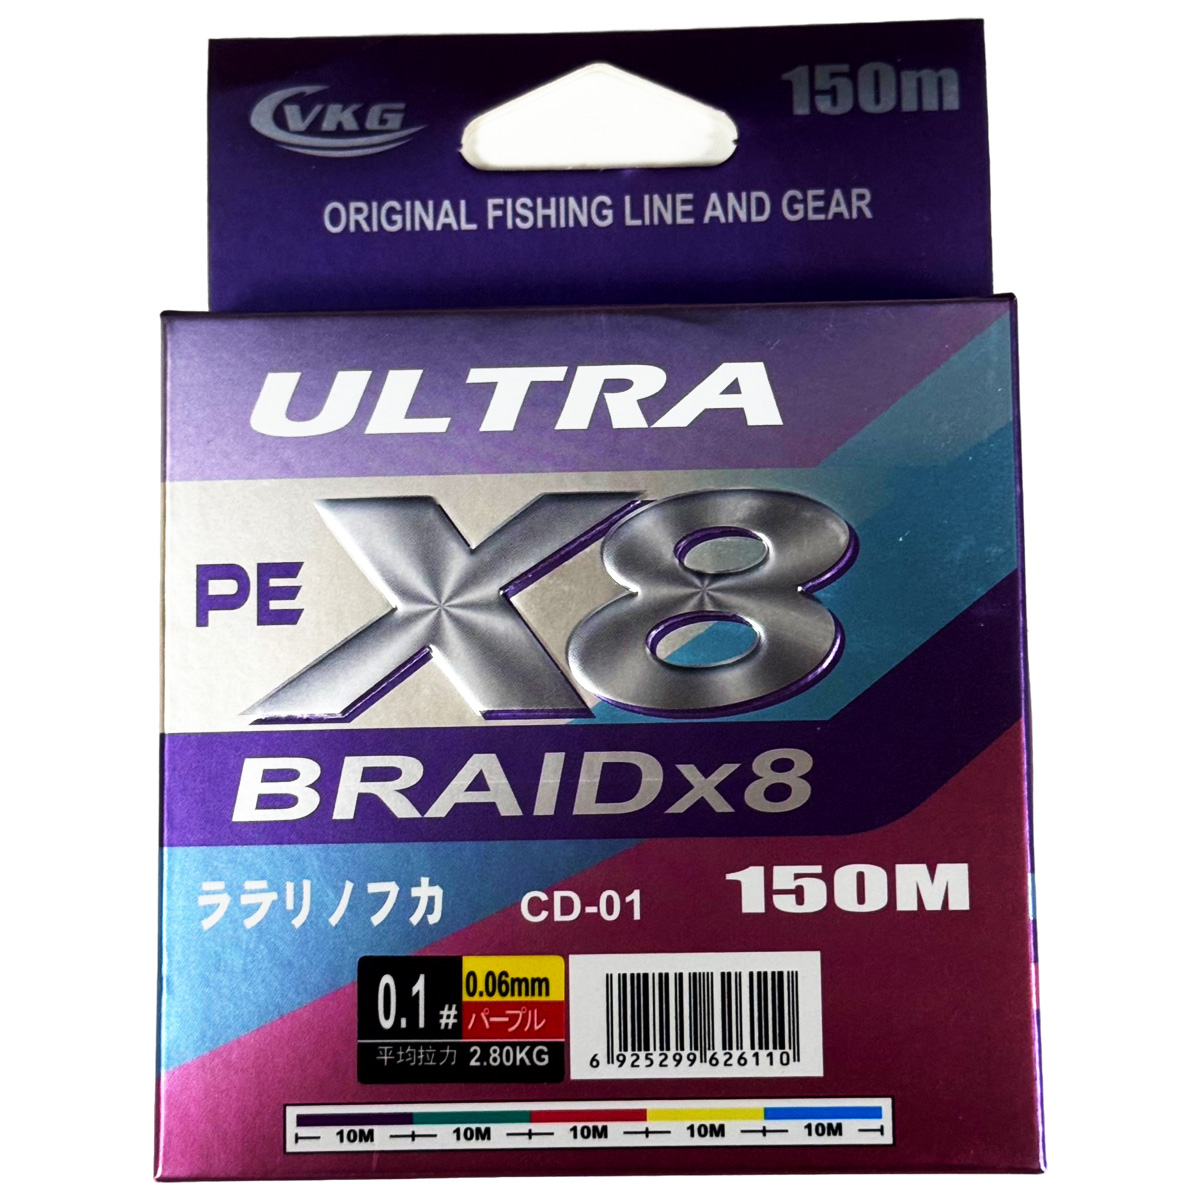 VKG
150m
ORIGINAL FISHING LINE AND GEAR
ULTRA
PE X8
BRAIDx8
ララリノフカ CD-01 150M
0.1# 0.06mm
パープル
平均拉力 2.80KG
6 925299 626110
10M 10M 10M 10M 10M